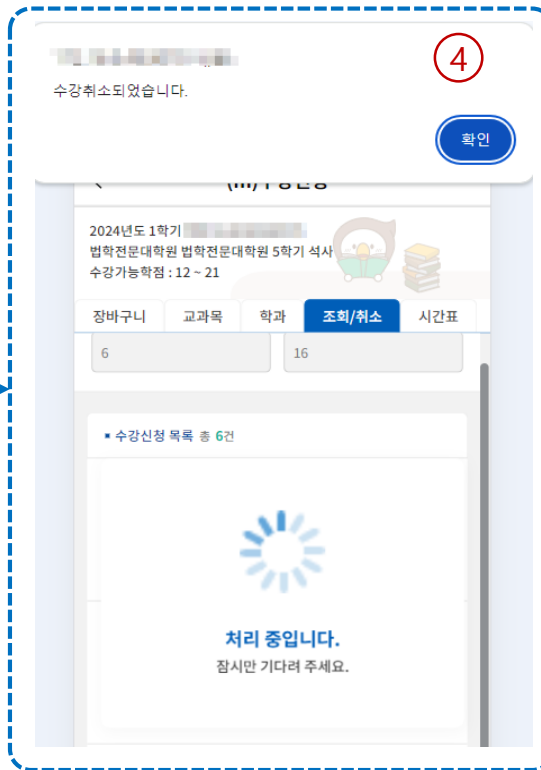 4
수강취소되었습니다.
확인
2024년도 1학기
법학전문대학원 법학전문대학원 5학기 석사
수강가능학점 : 12 ~ 21
장바구니 교과목 학과 조회/취소 시간표
6 16
수강신청 목록 총 6건
처리 중입니다.
잠시만 기다려 주세요.